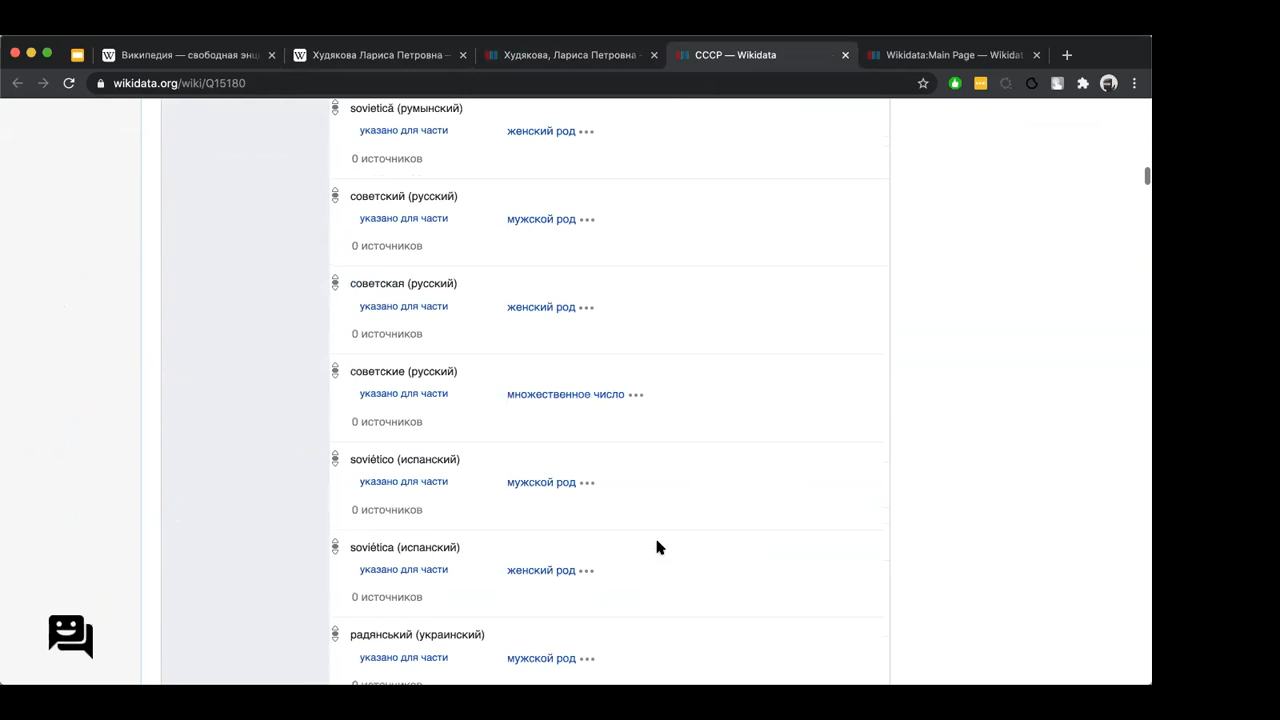 Википедия — свободная энц
Худякова Лариса Петровна —
Худякова, Лариса Петровна -
СССР — Wikidata
Wikidata:Main Page — Wikidat
wikidata.org/wiki/Q15180
sovietică (румынский)
указано для части женский род
0 источников
советский (русский)
указано для части мужской род
0 источников
советская (русский)
указано для части женский род
0 источников
советские (русский)
указано для части множественное число
0 источников
soviético (испанский)
указано для части мужской род
0 источников
soviética (испанский)
указано для части женский род
0 источников
радянський (украинский)
указано для части мужской род
0 источников